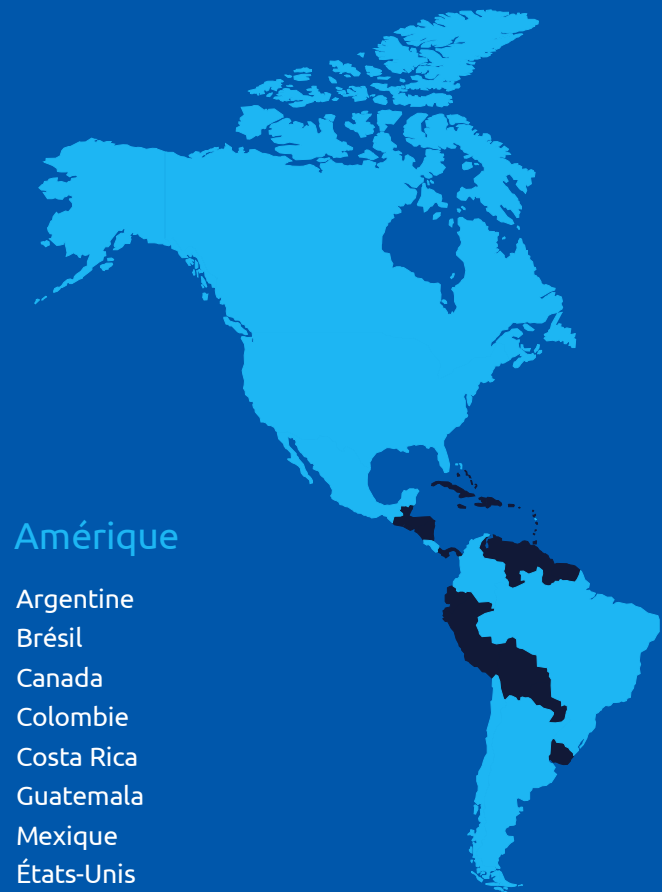 Amérique
Argentine
Brésil
Canada
Colombie
Costa Rica
Guatemala
Mexique
États-Unis